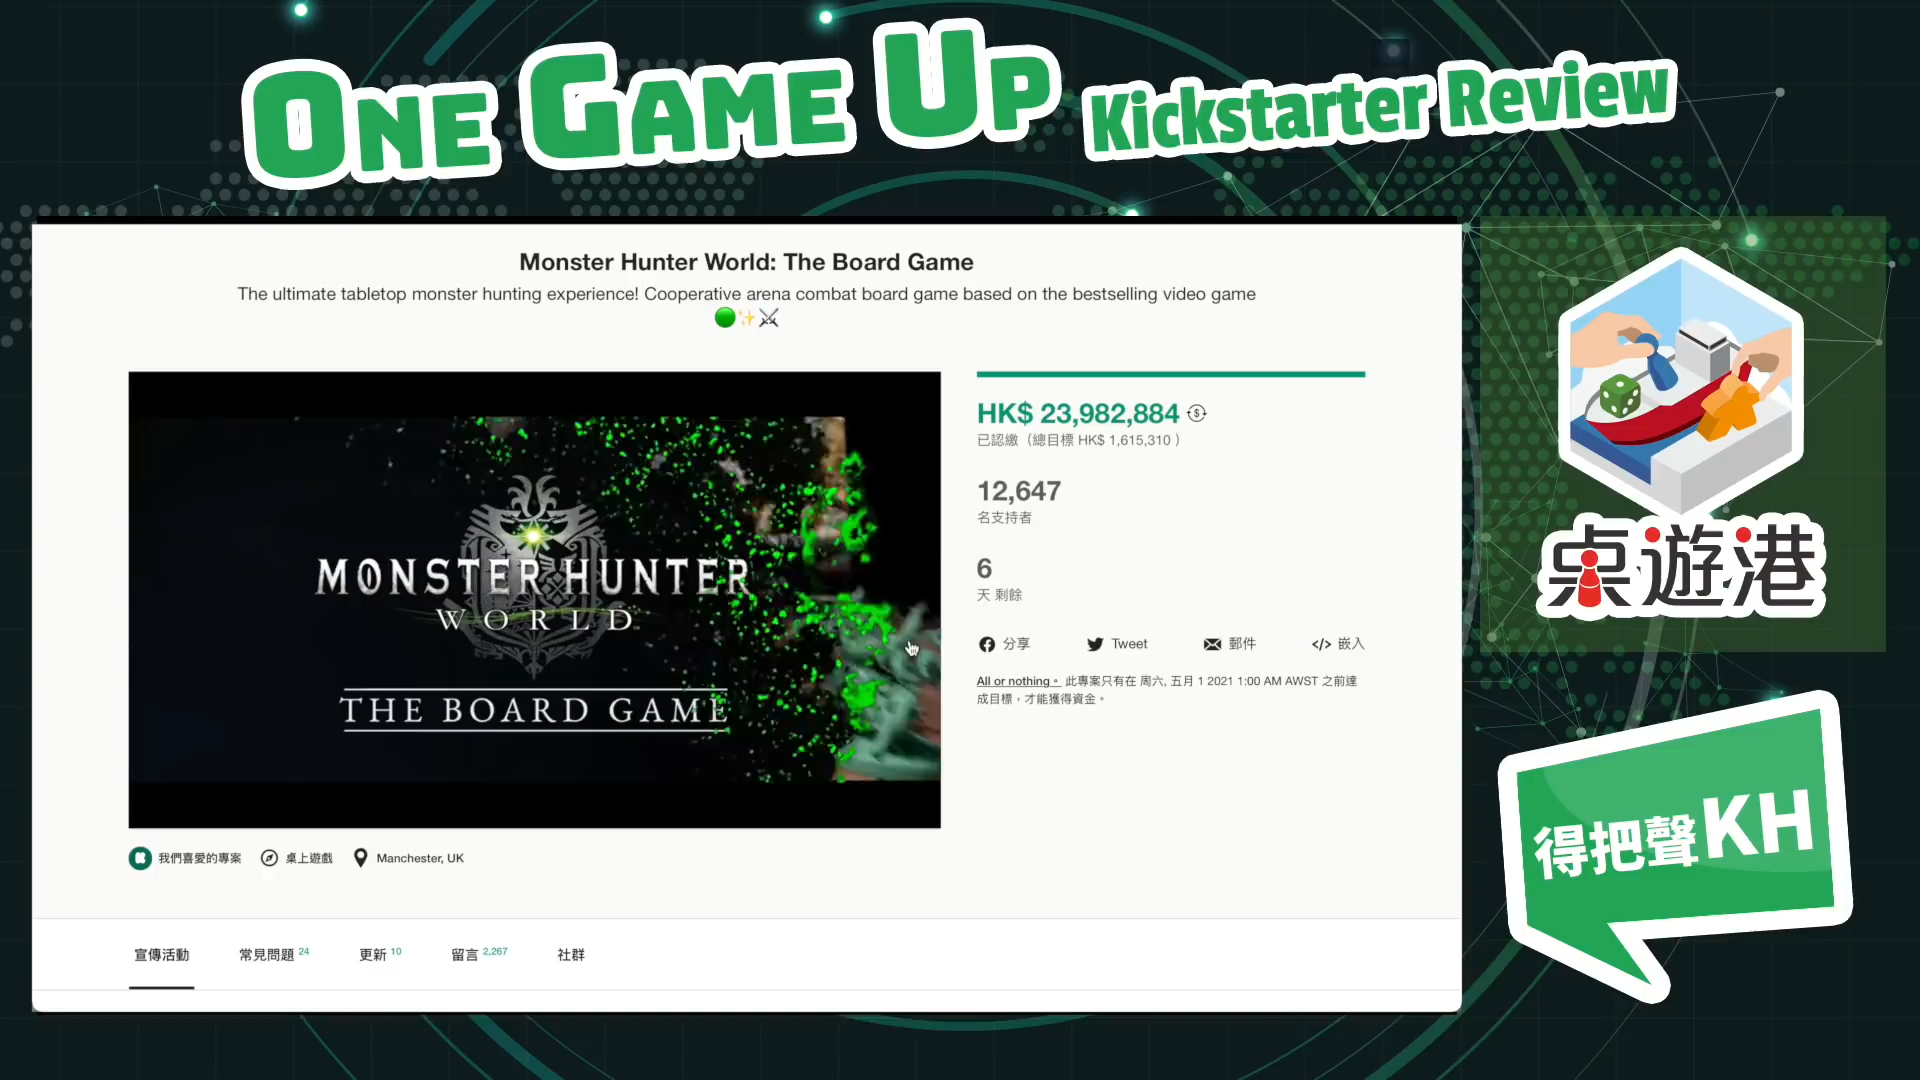 ONE GAME UP Kickstarter Review
Monster Hunter World: The Board Game
The ultimate tabletop monster hunting experience! Cooperative arena combat board game based on the bestselling video game
🟢✨⚔
MONSTER HUNTER
WORLD
THE BOARD GAME
HK$ 23,982,884
已認繳（總目標 HK$ 1,615,310 ）
12,647
名支持者
6
天 剩餘
分享 Tweet 郵件 </> 嵌入
All or nothing。 此專案只有在 周六, 五月 1 2021 1:00 AM AWST 之前達
成目標，才能獲得資金。
我們喜愛的專案 桌上遊戲 Manchester, UK
宣傳活動 常見問題 24 更新 10 留言 2,267 社群
桌遊港
得把聲KH